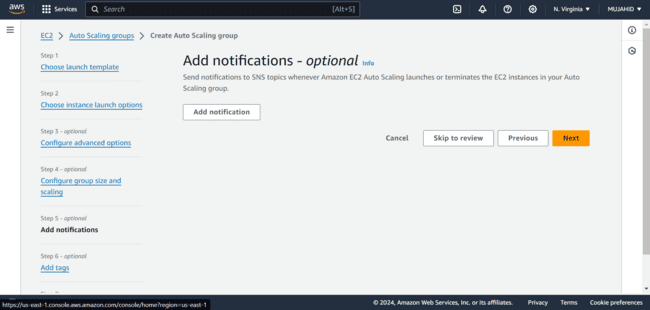 aws
Services
Search
[Alt+S]
N. Virginia ▼
MUJAHID ▼
EC2 > Auto Scaling groups > Create Auto Scaling group
Step 1
Choose launch template
Step 2
Choose instance launch options
Step 3 - optional
Configure advanced options
Step 4 - optional
Configure group size and
scaling
Step 5 - optional
Add notifications
Step 6 - optional
Add tags
Add notifications - optional Info
Send notifications to SNS topics whenever Amazon EC2 Auto Scaling launches or terminates the EC2 instances in your Auto
Scaling group.
Add notification
Cancel
Skip to review
Previous
Next
https://us-east-1.console.aws.amazon.com/console/home?region=us-east-1
© 2024, Amazon Web Services, Inc. or its affiliates.
Privacy
Terms
Cookie preferences